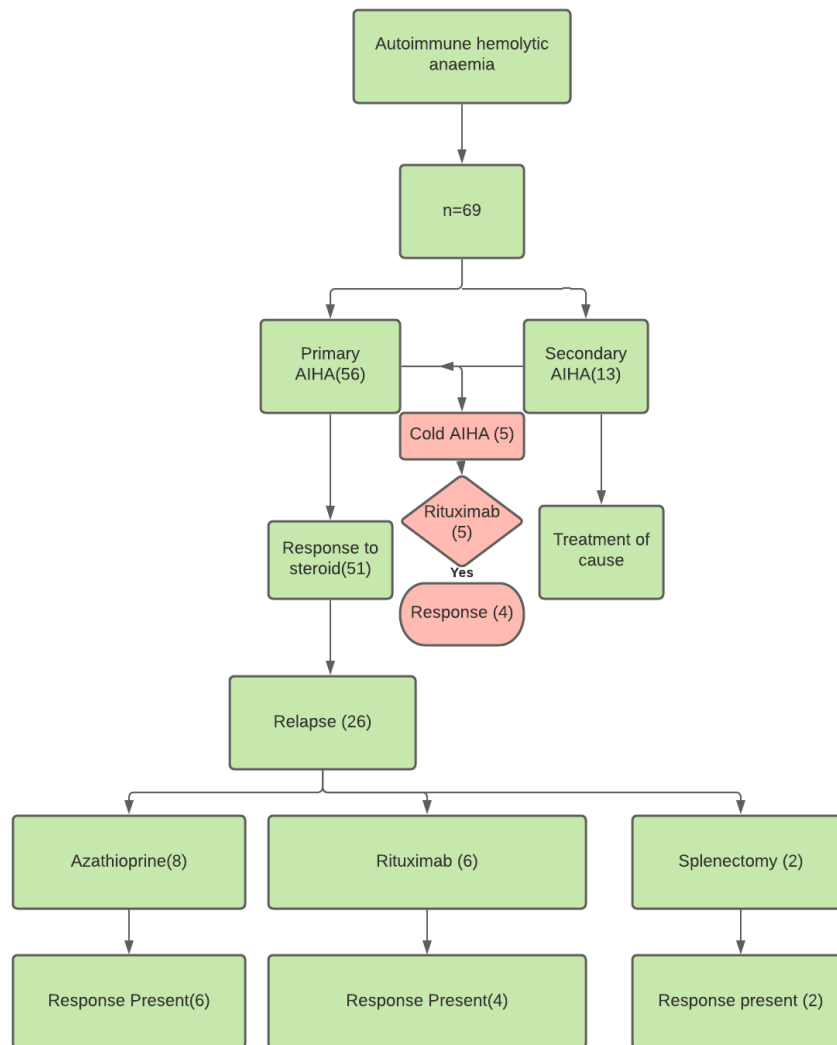 Autoimmune hemolytic
anaemia
n=69
Primary
AIHA(56)
Secondary
AIHA(13)
Cold AIHA (5)
Rituximab
(5)
Yes
Response (4)
Response to
steroid(51)
Treatment of
cause
Relapse (26)
Azathioprine(8)
Rituximab (6)
Splenectomy (2)
Response Present(6)
Response Present(4)
Response present (2)